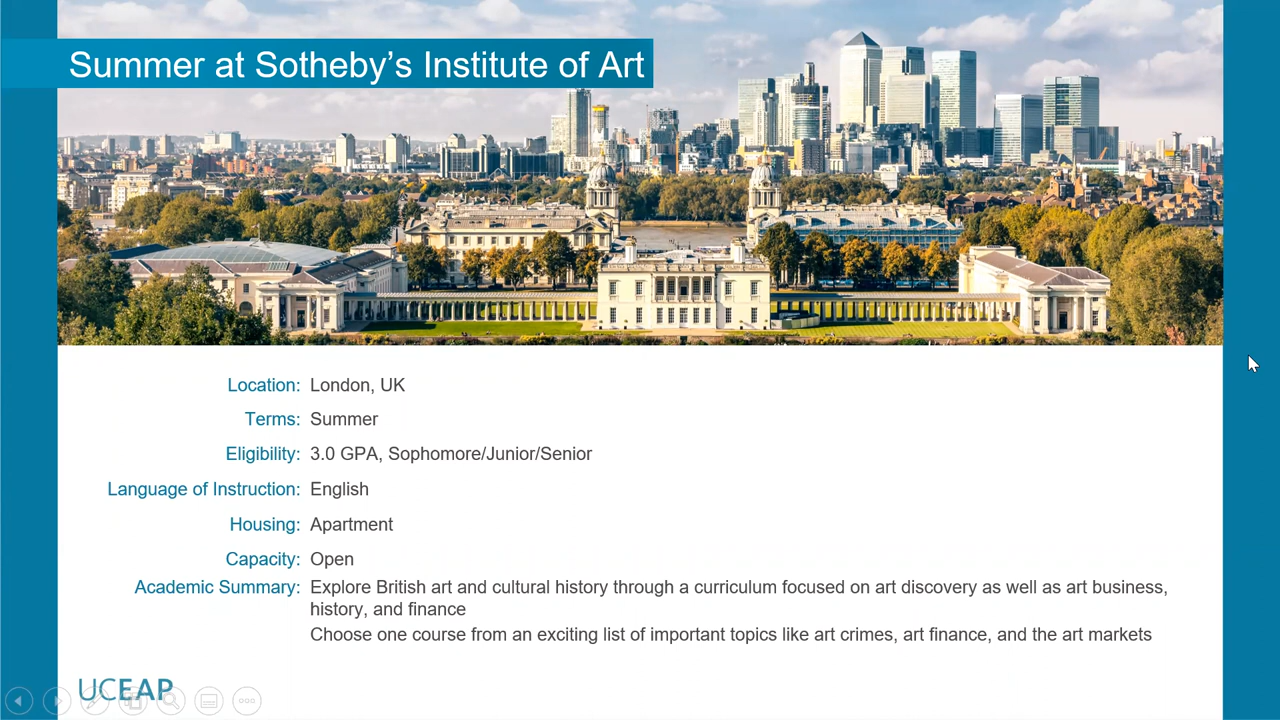 Summer at Sotheby's Institute of Art
Location: London, UK
Terms: Summer
Eligibility: 3.0 GPA, Sophomore/Junior/Senior
Language of Instruction: English
Housing: Apartment
Capacity: Open
Academic Summary: Explore British art and cultural history through a curriculum focused on art discovery as well as art business,
history, and finance
Choose one course from an exciting list of important topics like art crimes, art finance, and the art markets
UCEAP